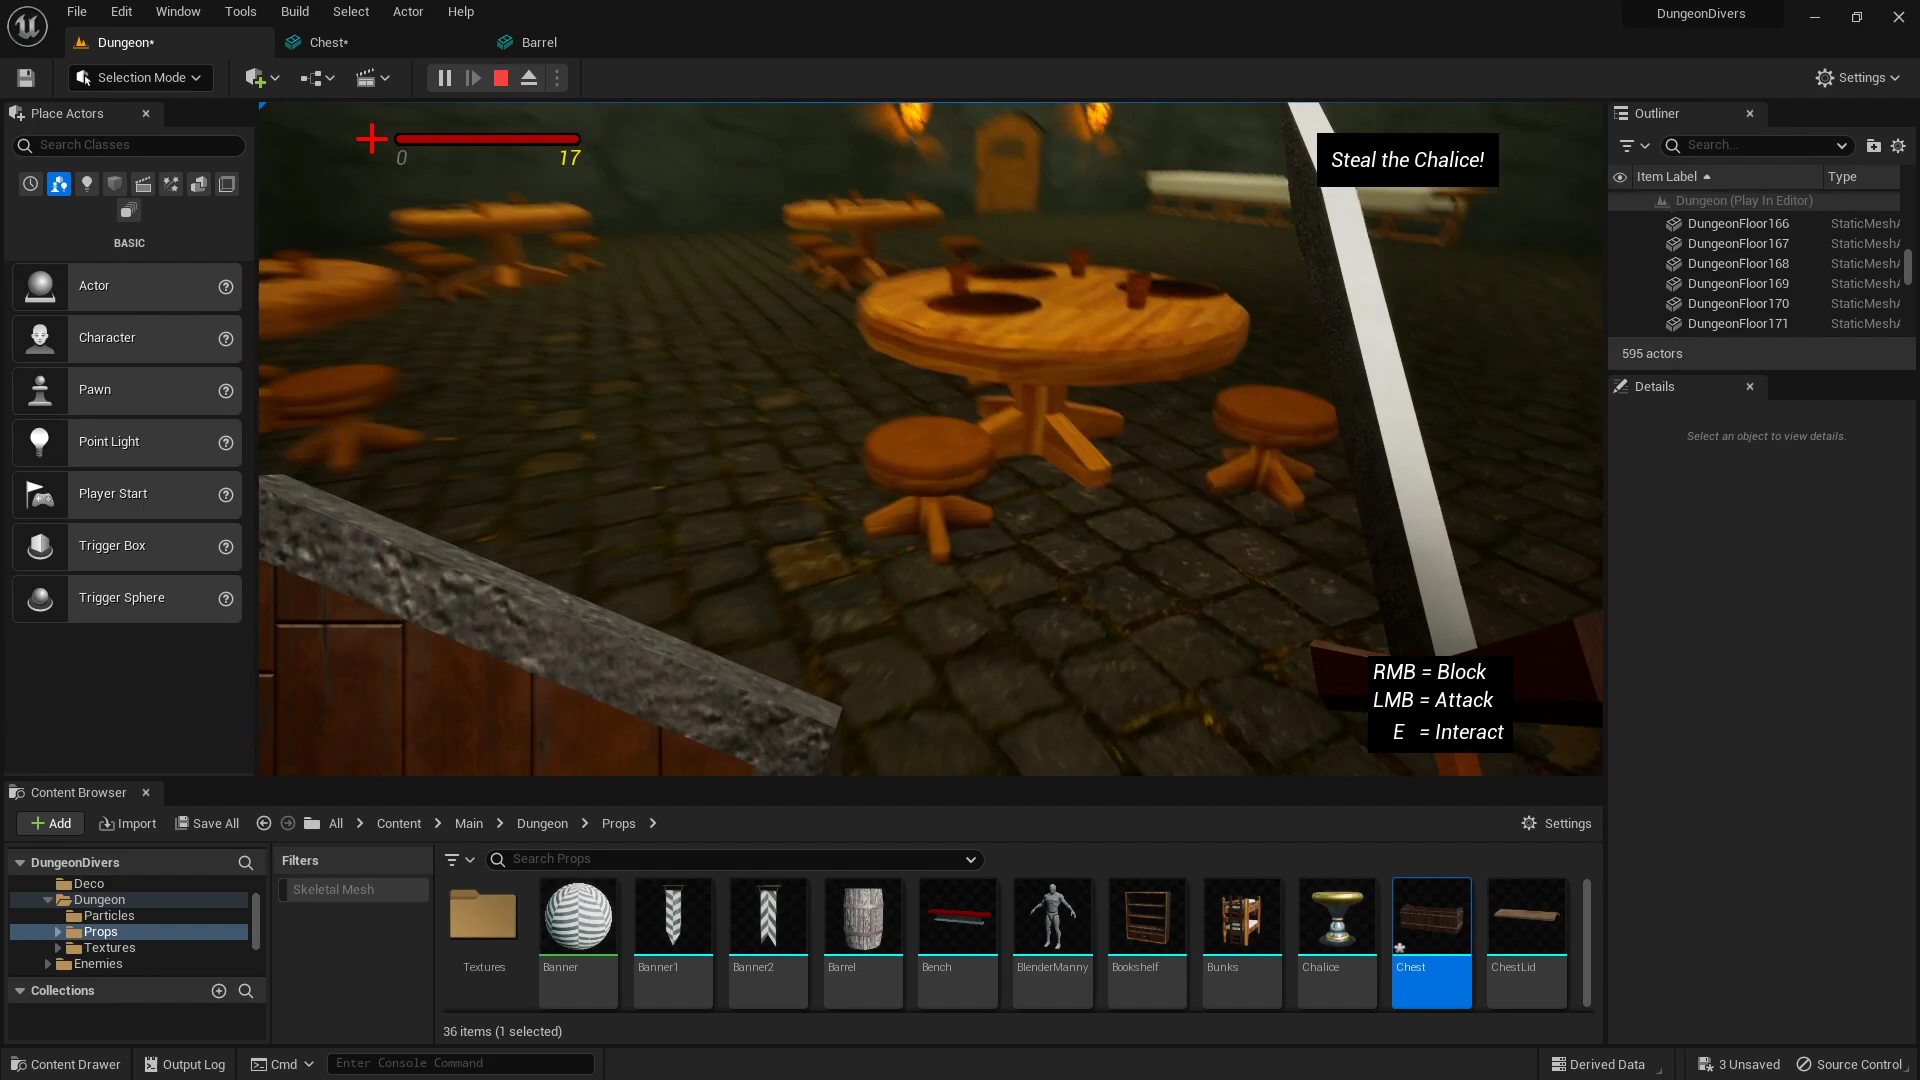 File Edit Window Tools Build Select Actor Help
DungeonDivers
Dungeon*
Chest*
Barrel
Selection Mode
Settings
Place Actors
Search Classes
BASIC
Actor
Character
Pawn
Point Light
Player Start
Trigger Box
Trigger Sphere
0
17
Steal the Chalice!
RMB = Block
LMB = Attack
E = Interact
Outliner
Search...
Item Label
Type
Dungeon (Play In Editor)
DungeonFloor166 StaticMeshA
DungeonFloor167 StaticMeshA
DungeonFloor168 StaticMeshA
DungeonFloor169 StaticMeshA
DungeonFloor170 StaticMeshA
DungeonFloor171 StaticMeshA
595 actors
Details
Select an object to view details.
Content Browser
Add Import Save All All Content Main Dungeon Props
Settings
DungeonDivers
Deco
Dungeon
Particles
Props
Textures
Enemies
Collections
Filters
Skeletal Mesh
Search Props
Textures
Banner
Banner1
Banner2
Barrel
Bench
BlenderManny
Bookshelf
Bunks
Chalice
Chest
ChestLid
36 items (1 selected)
Content Drawer
Output Log
Cmd
Enter Console Command
Derived Data
3 Unsaved
Source Control